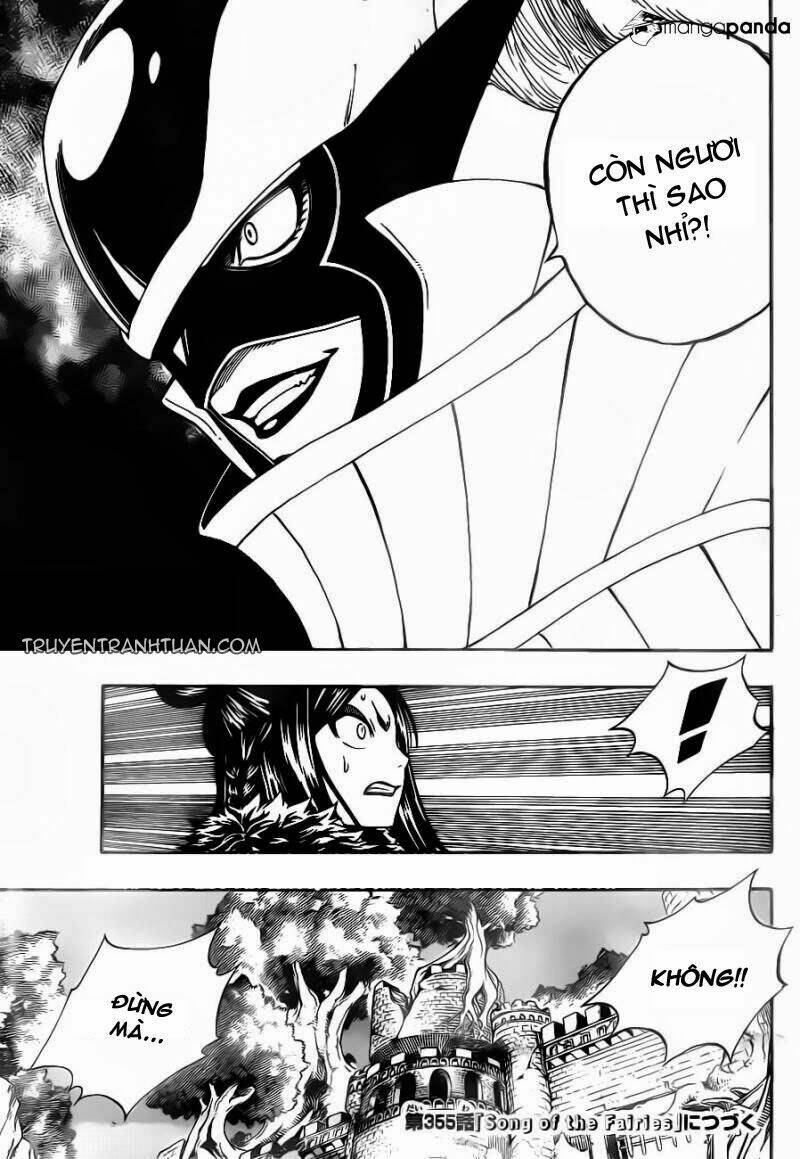 mangapanda
CÒN NGƯƠI
THÌ SAO
NHỈ?!
TRUYENTRANHTUAN.COM
!
KHÔNG!!
ĐỪNG
MÀ...
第355話「Song of the Fairies」につづく